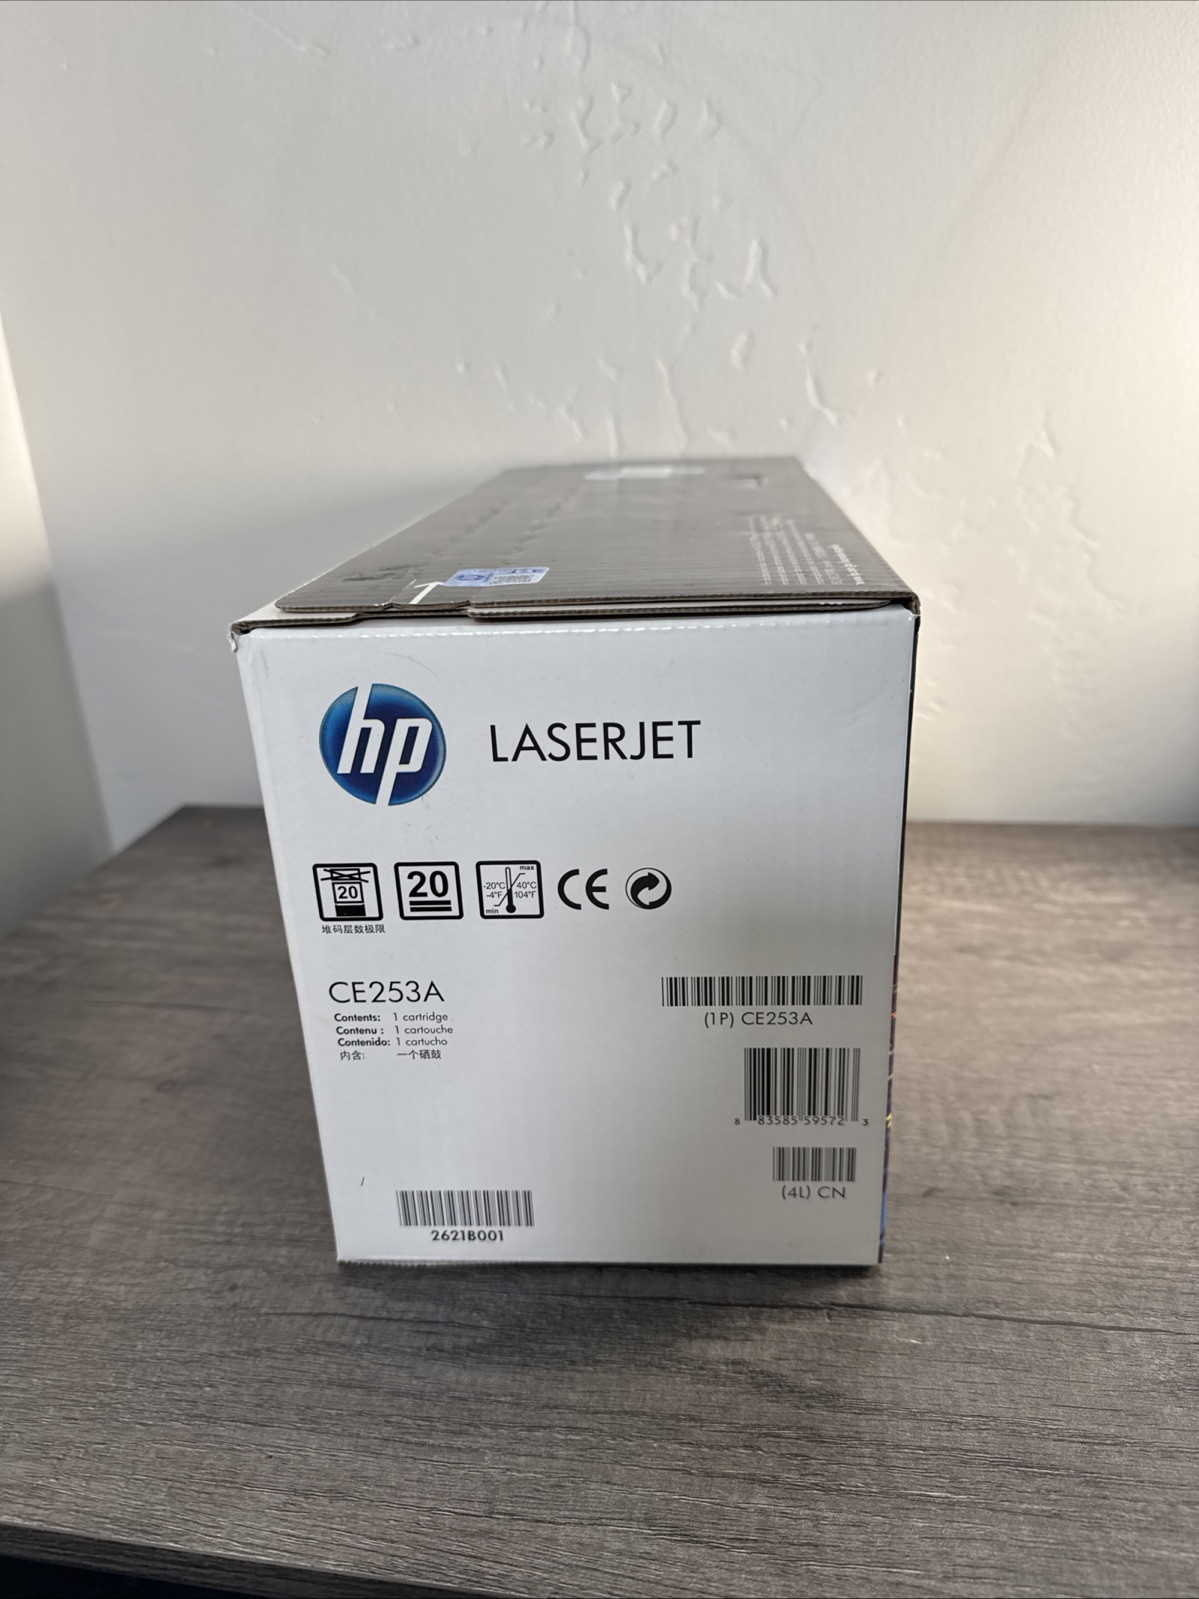 hp LASERJET
20
20
max
-20°C 40°C
-4°F 104°F
min
CE
堆码层数极限
CE253A
Contents: 1 cartridge
Contenu : 1 cartouche
Contenido: 1 cartucho
内含: 一个硒鼓
(1P) CE253A
8 83585 59572 3
(4L) CN
2621B001